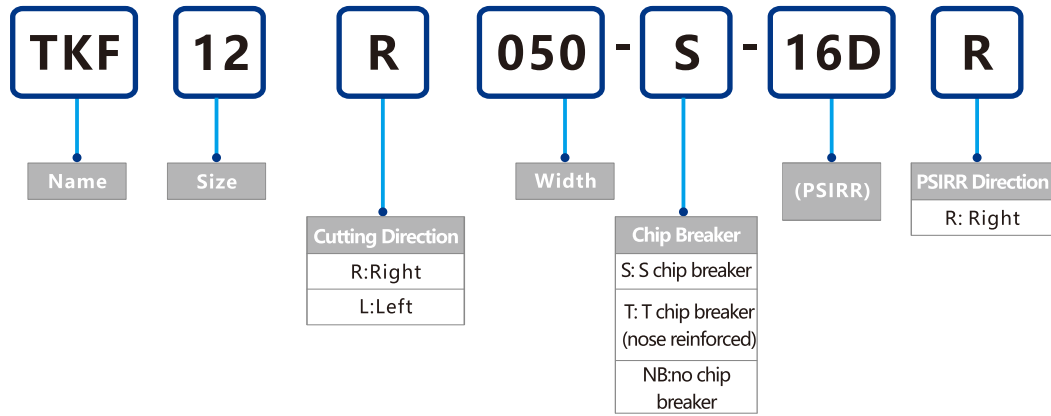 TKF 12 R 050 - S - 16D R
Name
Size
Width
(PSIRR)
PSIRR Direction
R: Right
Cutting Direction
R:Right
L:Left
Chip Breaker
S: S chip breaker
T: T chip breaker
(nose reinforced)
NB:no chip
breaker